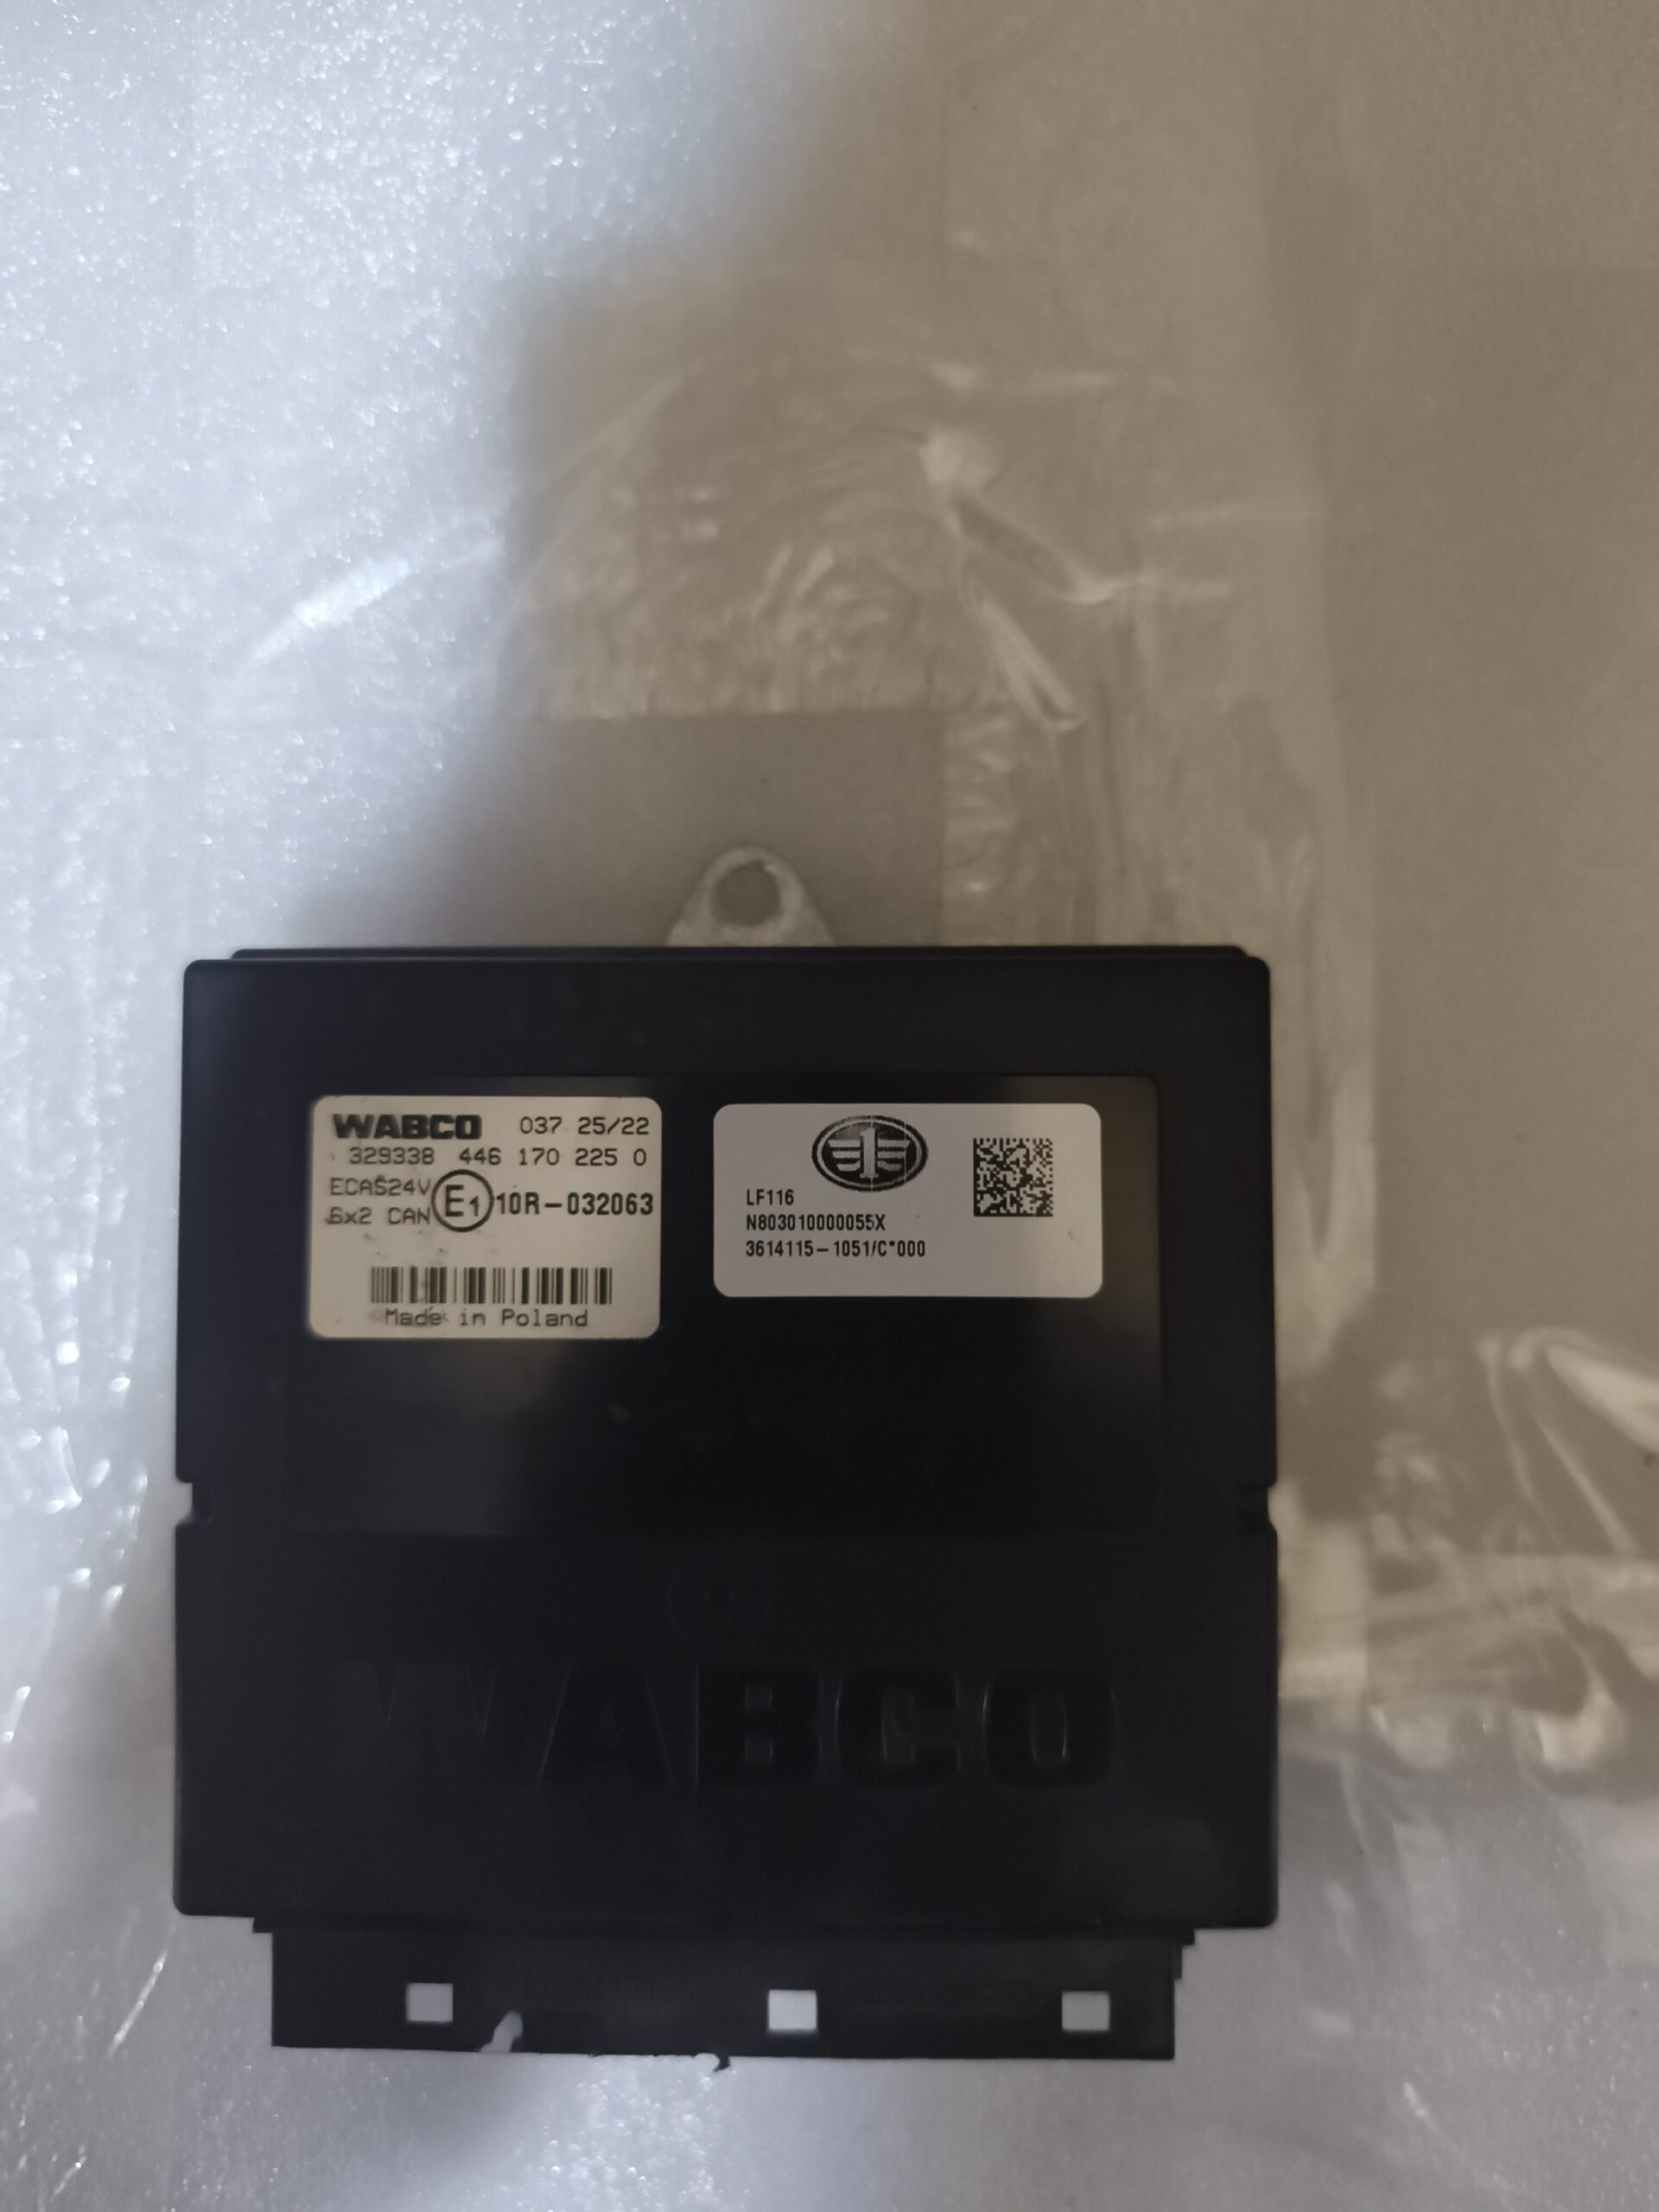 WABCO 037 25/22
329338 446 170 225 0
ECAS24V
6x2 CAN
E1 10R-032063
Made in Poland
1
LF116
N803010000055X
3614115-1051/C*000
WABCO